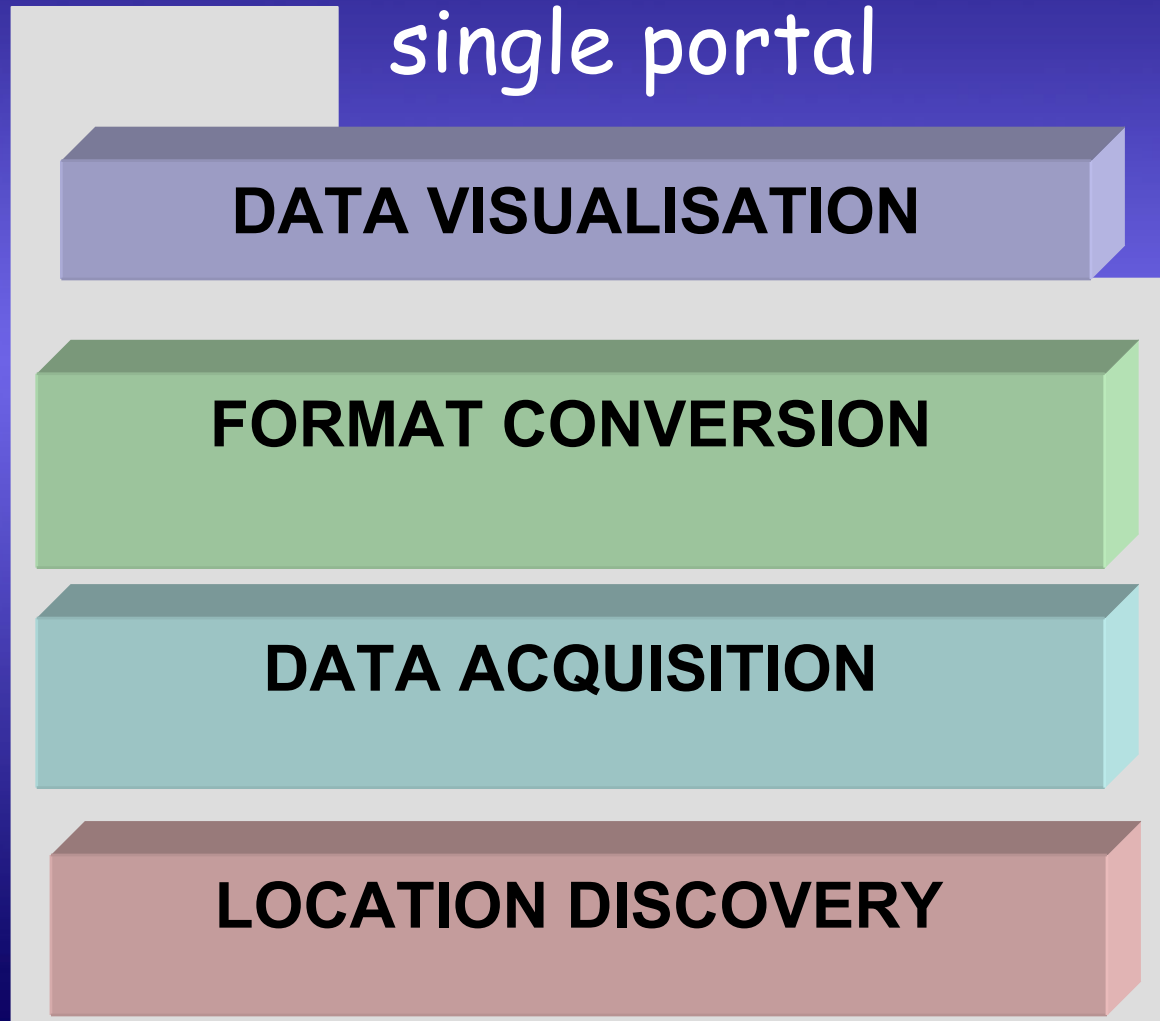 single portal
DATA VISUALISATION
FORMAT CONVERSION
DATA ACQUISITION
LOCATION DISCOVERY